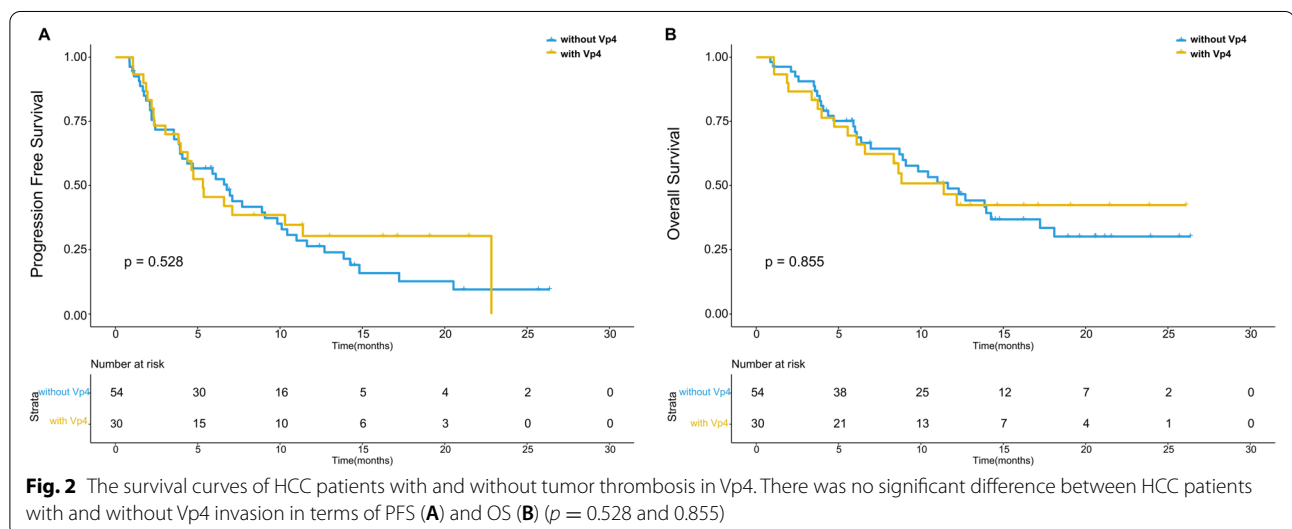 A
without Vp4
with Vp4
Progression Free Survival
1.00
0.75
0.50
0.25
0.00
p = 0.528
0 5 10 15 20 25 30
Time(months)
Number at risk
Strata
without Vp4 54 30 16 5 4 2 0
with Vp4 30 15 10 6 3 0 0
0 5 10 15 20 25 30
Time(months)
B
without Vp4
with Vp4
Overall Survival
1.00
0.75
0.50
0.25
0.00
p = 0.855
0 5 10 15 20 25 30
Time(months)
Number at risk
Strata
without Vp4 54 38 25 12 7 2 0
with Vp4 30 21 13 7 4 1 0
0 5 10 15 20 25 30
Time(months)
Fig. 2 The survival curves of HCC patients with and without tumor thrombosis in Vp4. There was no significant difference between HCC patients
with and without Vp4 invasion in terms of PFS (A) and OS (B) (p = 0.528 and 0.855)